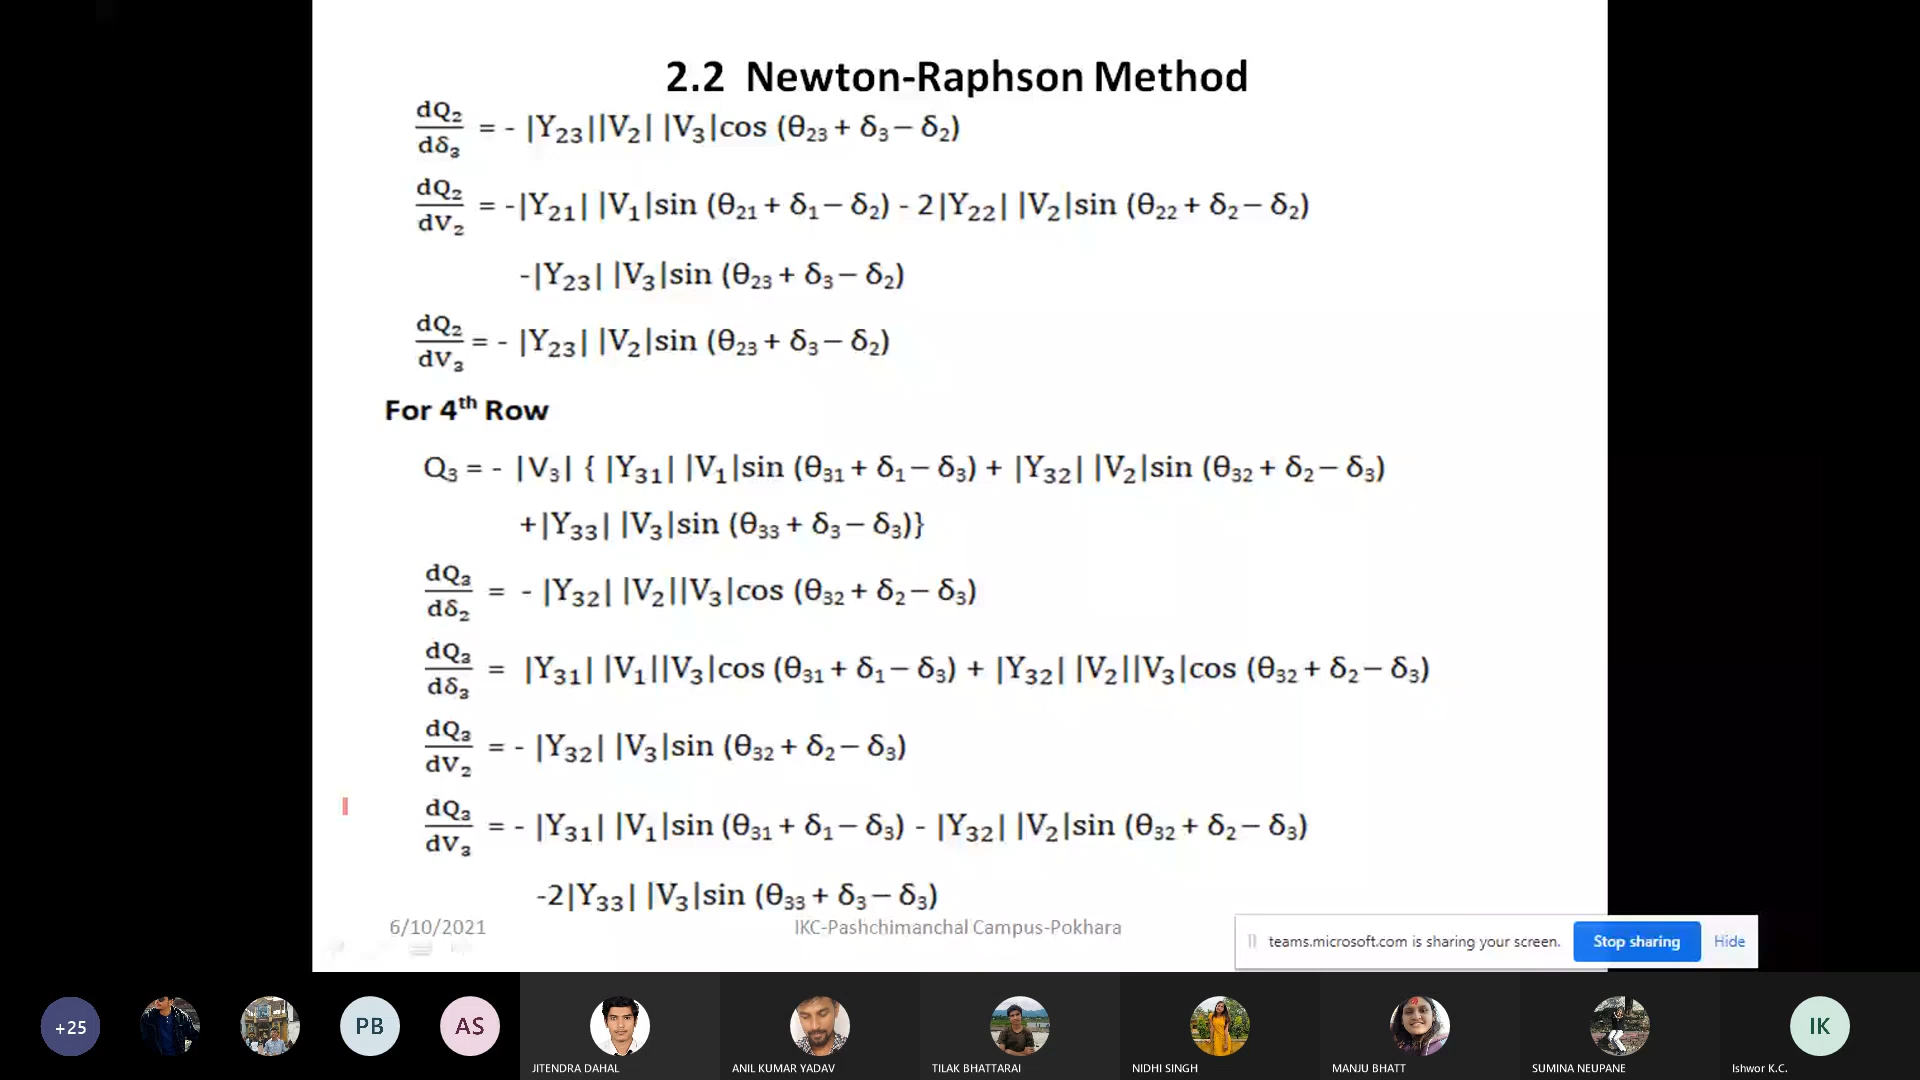 2.2 Newton-Raphson Method
dQ₂/dδ₃ = - |Y₂₃||V₂| |V₃|cos (θ₂₃ + δ₃ − δ₂)
dQ₂/dV₂ = -|Y₂₁| |V₁|sin (θ₂₁ + δ₁ − δ₂) - 2|Y₂₂| |V₂|sin (θ₂₂ + δ₂ − δ₂)
-|Y₂₃| |V₃|sin (θ₂₃ + δ₃ − δ₂)
dQ₂/dV₃ = - |Y₂₃| |V₂|sin (θ₂₃ + δ₃ − δ₂)
For 4th Row
Q₃ = - |V₃| { |Y₃₁| |V₁|sin (θ₃₁ + δ₁ − δ₃) + |Y₃₂| |V₂|sin (θ₃₂ + δ₂ − δ₃)
+|Y₃₃| |V₃|sin (θ₃₃ + δ₃ − δ₃)}
dQ₃/dδ₂ = - |Y₃₂| |V₂||V₃|cos (θ₃₂ + δ₂ − δ₃)
dQ₃/dδ₃ = |Y₃₁| |V₁||V₃|cos (θ₃₁ + δ₁ − δ₃) + |Y₃₂| |V₂||V₃|cos (θ₃₂ + δ₂ − δ₃)
dQ₃/dV₂ = - |Y₃₂| |V₃|sin (θ₃₂ + δ₂ − δ₃)
dQ₃/dV₃ = - |Y₃₁| |V₁|sin (θ₃₁ + δ₁ − δ₃) - |Y₃₂| |V₂|sin (θ₃₂ + δ₂ − δ₃)
-2|Y₃₃| |V₃|sin (θ₃₃ + δ₃ − δ₃)
6/10/2021 IKC-Pashchimanchal Campus-Pokhara
teams.microsoft.com is sharing your screen. Stop sharing Hide
+25 PB AS IK
JITENDRA DAHAL ANIL KUMAR YADAV TILAK BHATTARAI NIDHI SINGH MANJU BHATT SUMINA NEUPANE Ishwor K.C.